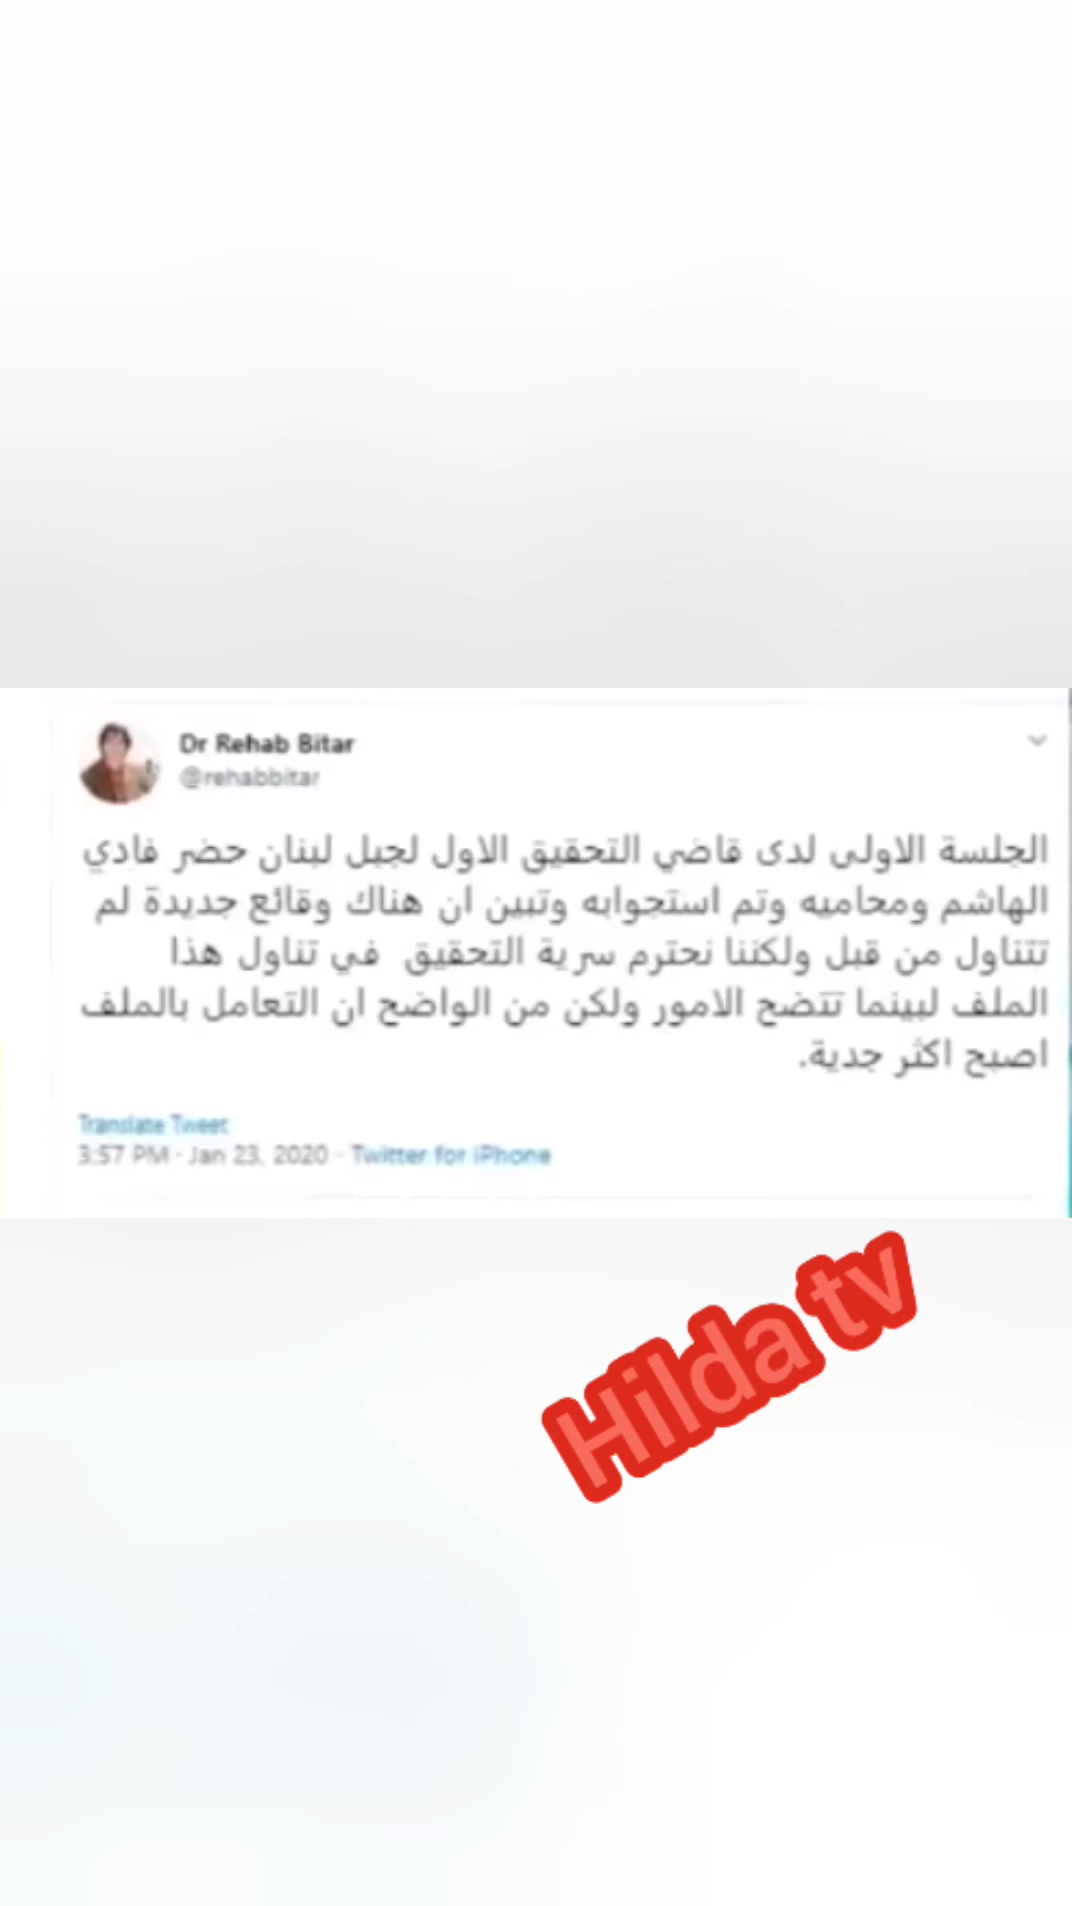 Dr Rehab Bitar
@rehabbitar
الجلسة الاولى لدى قاضي التحقيق الاول لجبل لبنان حضر فادي
الهاشم ومحاميه وتم استجوابه وتبين ان هناك وقائع جديدة لم
تتناول من قبل ولكننا نحترم سرية التحقيق في تناول هذا
الملف لبينما تتضح الامور ولكن من الواضح ان التعامل بالملف
اصبح اكثر جدية.
Translate Tweet
3:57 PM · Jan 23, 2020 · Twitter for iPhone
Hilda tv